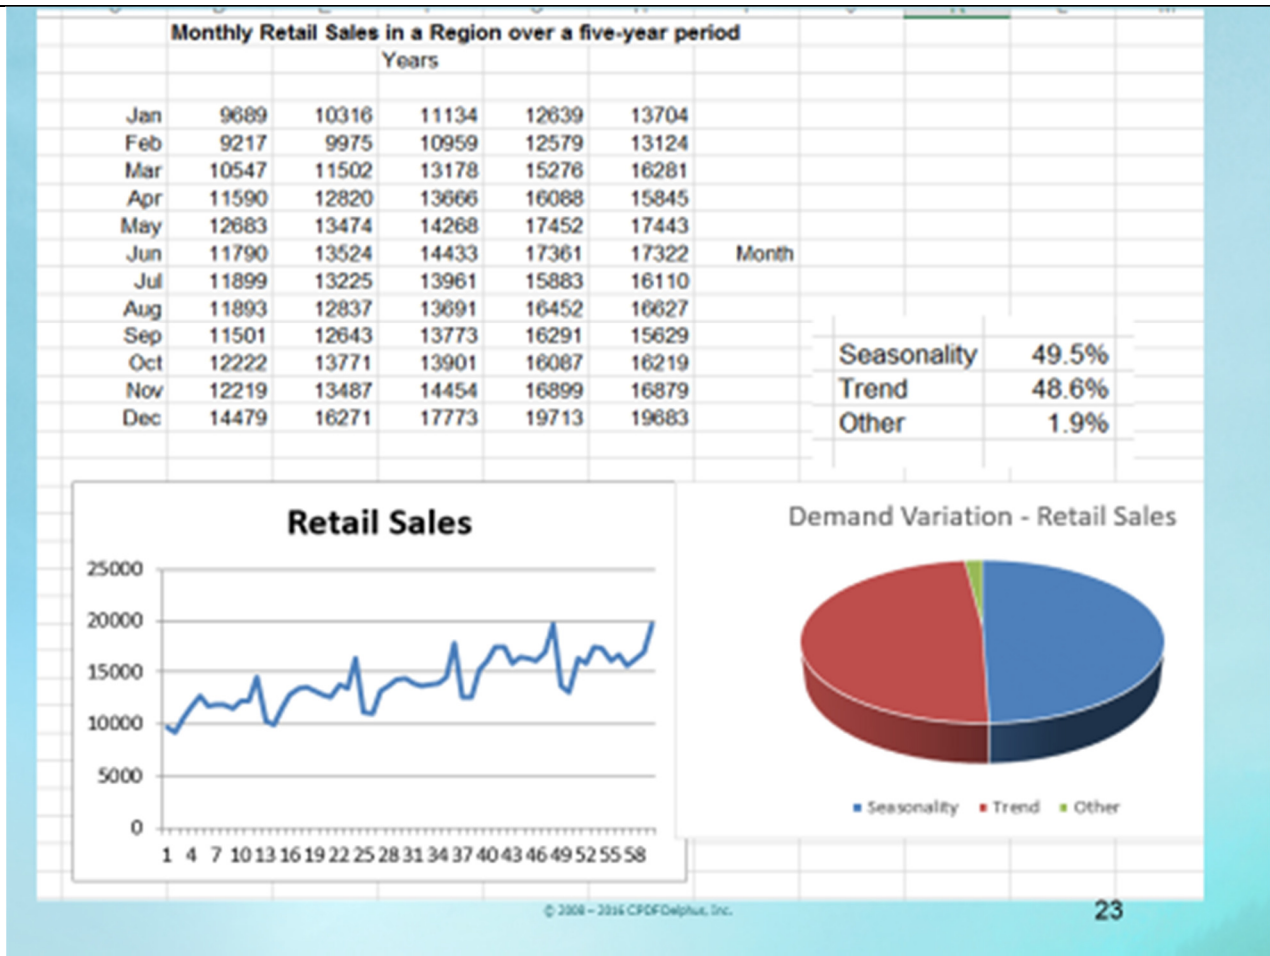 Monthly Retail Sales in a Region over a five-year period
Years
Jan 9689 10316 11134 12639 13704
Feb 9217 9975 10959 12579 13124
Mar 10547 11502 13178 15276 16281
Apr 11590 12820 13666 16088 15845
May 12683 13474 14268 17452 17443
Jun 11790 13524 14433 17361 17322 Month
Jul 11899 13225 13961 15883 16110
Aug 11893 12837 13691 16452 16627
Sep 11501 12643 13773 16291 15629
Oct 12222 13771 13901 16087 16219
Nov 12219 13487 14454 16899 16879
Dec 14479 16271 17773 19713 19683
Seasonality 49.5%
Trend 48.6%
Other 1.9%
Retail Sales
25000
20000
15000
10000
5000
0
1 4 7 10 13 16 19 22 25 28 31 34 37 40 43 46 49 52 55 58
Demand Variation - Retail Sales
Seasonality Trend Other
© 2008 – 2016 CPDFDelphus, Inc.
23